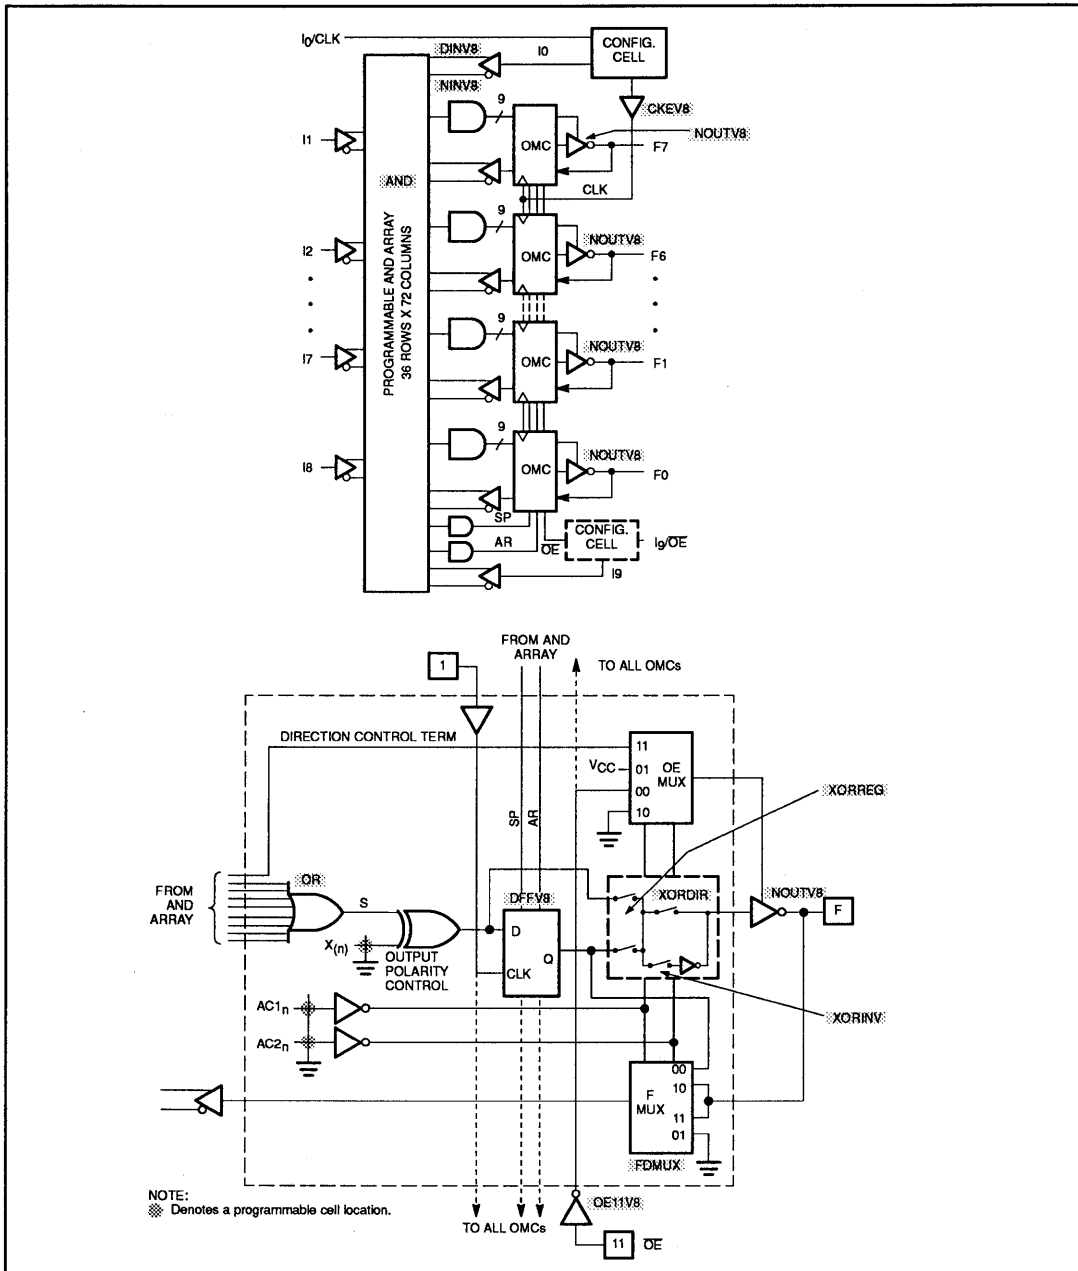 I0/CLK
CONFIG.
CELL
DINV8
I0
NINV8
9
CKEV8
NOUTV8
OMC
F7
I1
AND
CLK
9
NOUTV8
OMC
F6
I2
PROGRAMMABLE AND ARRAY
36 ROWS X 72 COLUMNS
9
NOUTV8
OMC
F1
I7
9
NOUTV8
OMC
F0
I8
SP
AR
OE
CONFIG.
CELL
I9/OE
I9
FROM AND
ARRAY
TO ALL OMCs
1
DIRECTION CONTROL TERM
11
VCC
01
OE
MUX
00
10
XORREG
SP
AR
OR
FROM
AND
ARRAY
S
X(n)
OUTPUT
POLARITY
CONTROL
DFFV8
D
Q
CLK
XORDIR
NOUTV8
F
XORINV
AC1n
AC2n
00
10
F
MUX
11
01
FDMUX
NOTE:
Denotes a programmable cell location.
TO ALL OMCs
OE11V8
11
OE